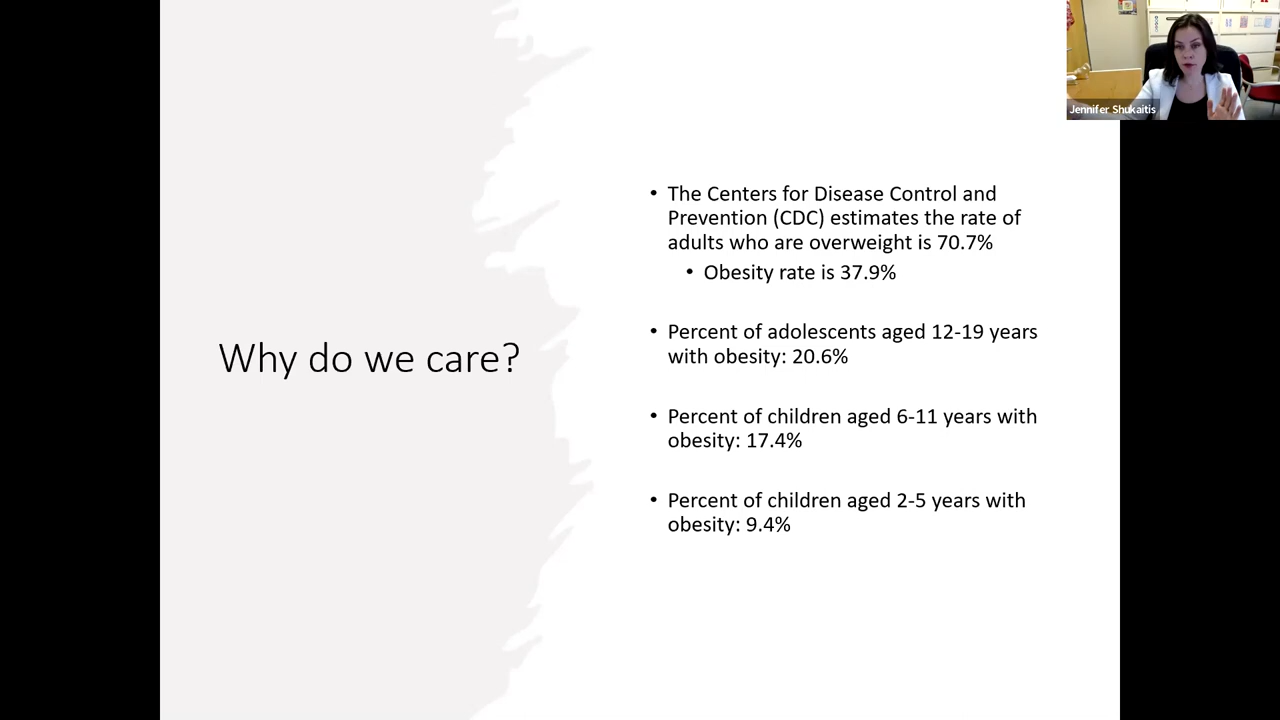 Jennifer Shukaitis
Why do we care?
• The Centers for Disease Control and
Prevention (CDC) estimates the rate of
adults who are overweight is 70.7%
• Obesity rate is 37.9%
• Percent of adolescents aged 12-19 years
with obesity: 20.6%
• Percent of children aged 6-11 years with
obesity: 17.4%
• Percent of children aged 2-5 years with
obesity: 9.4%